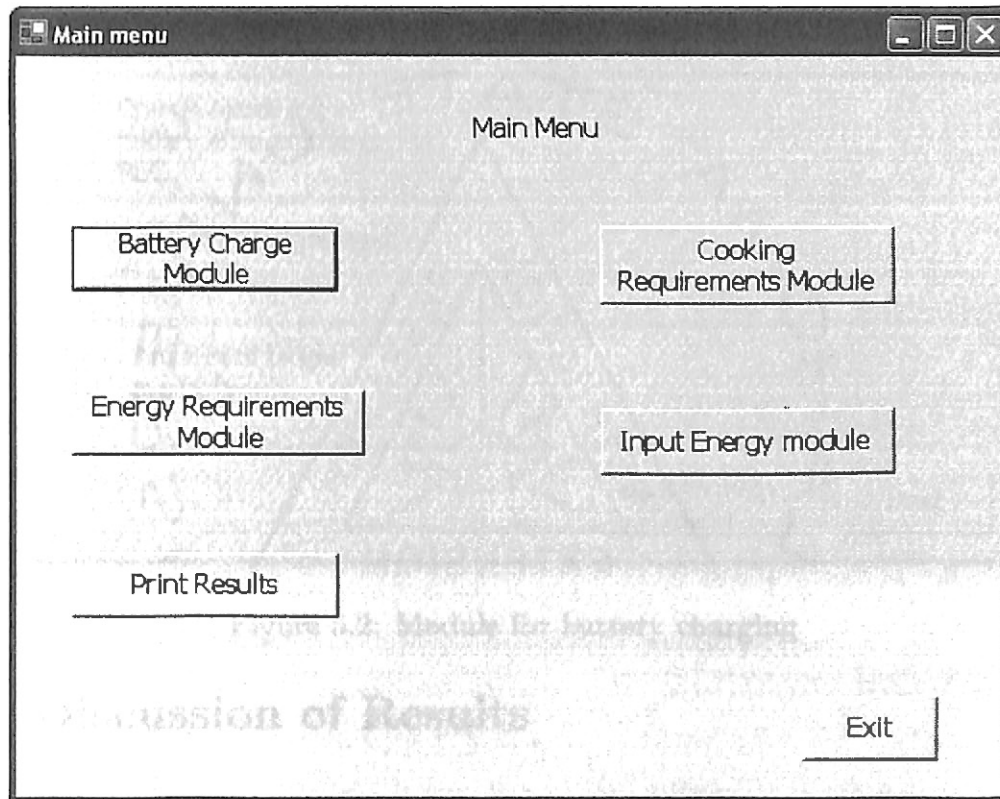 Main menu
Main Menu
Battery Charge
Module
Cooking
Requirements Module
Energy Requirements
Module
Input Energy module
Print Results
Figure 5.2: Module for battery charging
Discussion of Results
Exit